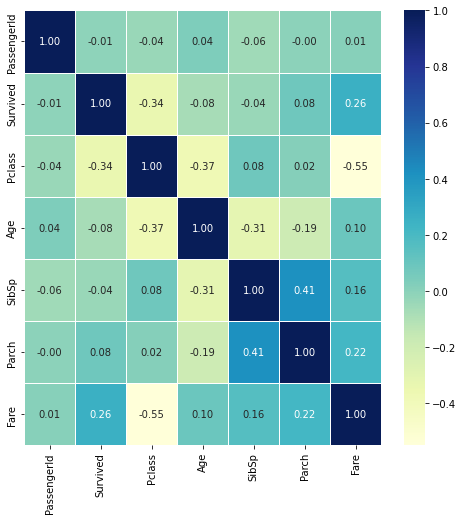 PassengerId 1.00 -0.01 -0.04 0.04 -0.06 -0.00 0.01
Survived -0.01 1.00 -0.34 -0.08 -0.04 0.08 0.26
Pclass -0.04 -0.34 1.00 -0.37 0.08 0.02 -0.55
Age 0.04 -0.08 -0.37 1.00 -0.31 -0.19 0.10
SibSp -0.06 -0.04 0.08 -0.31 1.00 0.41 0.16
Parch -0.00 0.08 0.02 -0.19 0.41 1.00 0.22
Fare 0.01 0.26 -0.55 0.10 0.16 0.22 1.00
PassengerId Survived Pclass Age SibSp Parch Fare
1.0
0.8
0.6
0.4
0.2
0.0
−0.2
−0.4